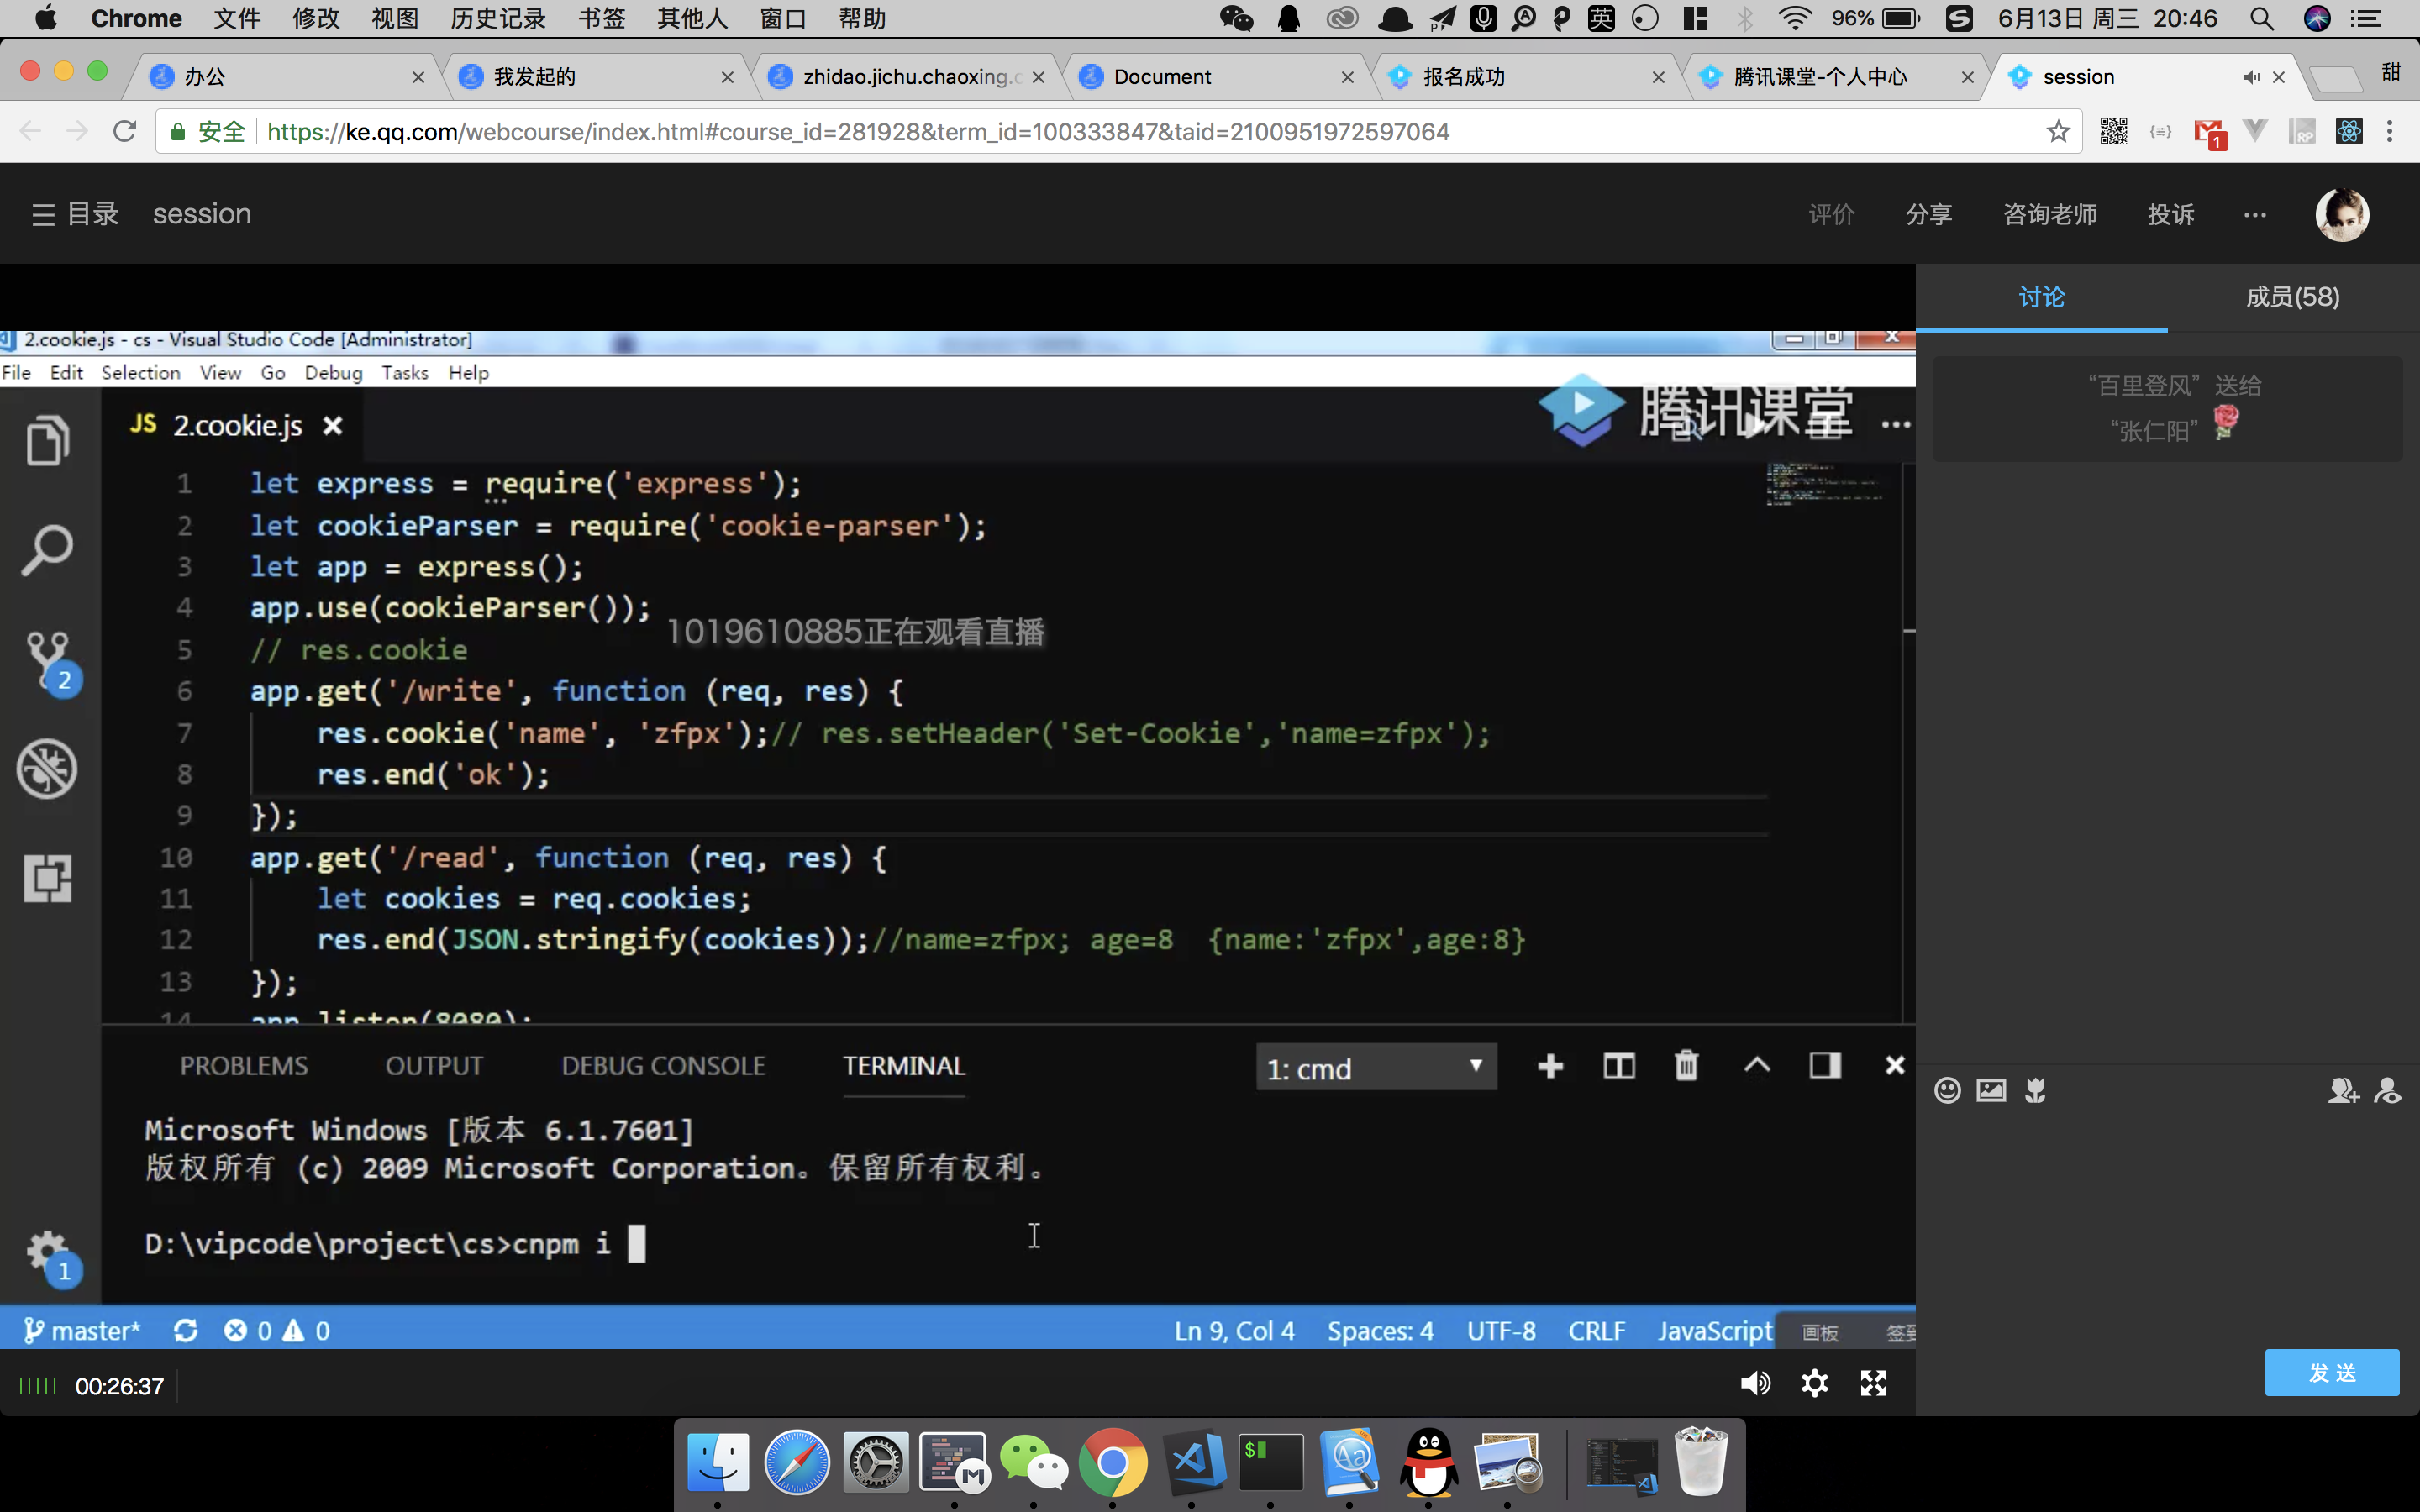 Chrome 文件 修改 视图 历史记录 书签 其他人 窗口 帮助 英 96% 6月13日 周三 20:46
办公 我发起的 zhidao.jichu.chaoxing.c Document 报名成功 腾讯课堂-个人中心 session 甜
安全 https://ke.qq.com/webcourse/index.html#course_id=281928&term_id=100333847&taid=2100951972597064 1
目录 session 评价 分享 咨询老师 投诉 ···
讨论 成员(58)
“百里登风” 送给
“张仁阳”
2.cookie.js - cs - Visual Studio Code [Administrator]
File Edit Selection View Go Debug Tasks Help
JS 2.cookie.js 腾讯课堂
1 let express = require('express');
2 let cookieParser = require('cookie-parser');
3 let app = express();
4 app.use(cookieParser());
1019610885正在观看直播
5 // res.cookie
6 app.get('/write', function (req, res) {
7 res.cookie('name', 'zfpx');// res.setHeader('Set-Cookie','name=zfpx');
8 res.end('ok');
9 });
10 app.get('/read', function (req, res) {
11 let cookies = req.cookies;
12 res.end(JSON.stringify(cookies));//name=zfpx; age=8 {name:'zfpx',age:8}
13 });
14 app.listen(8080);
2
1
PROBLEMS OUTPUT DEBUG CONSOLE TERMINAL 1: cmd
Microsoft Windows [版本 6.1.7601]
版权所有 (c) 2009 Microsoft Corporation。保留所有权利。
D:\vipcode\project\cs>cnpm i
master* 0 0 Ln 9, Col 4 Spaces: 4 UTF-8 CRLF JavaScript 画板 签到
00:26:37
发送